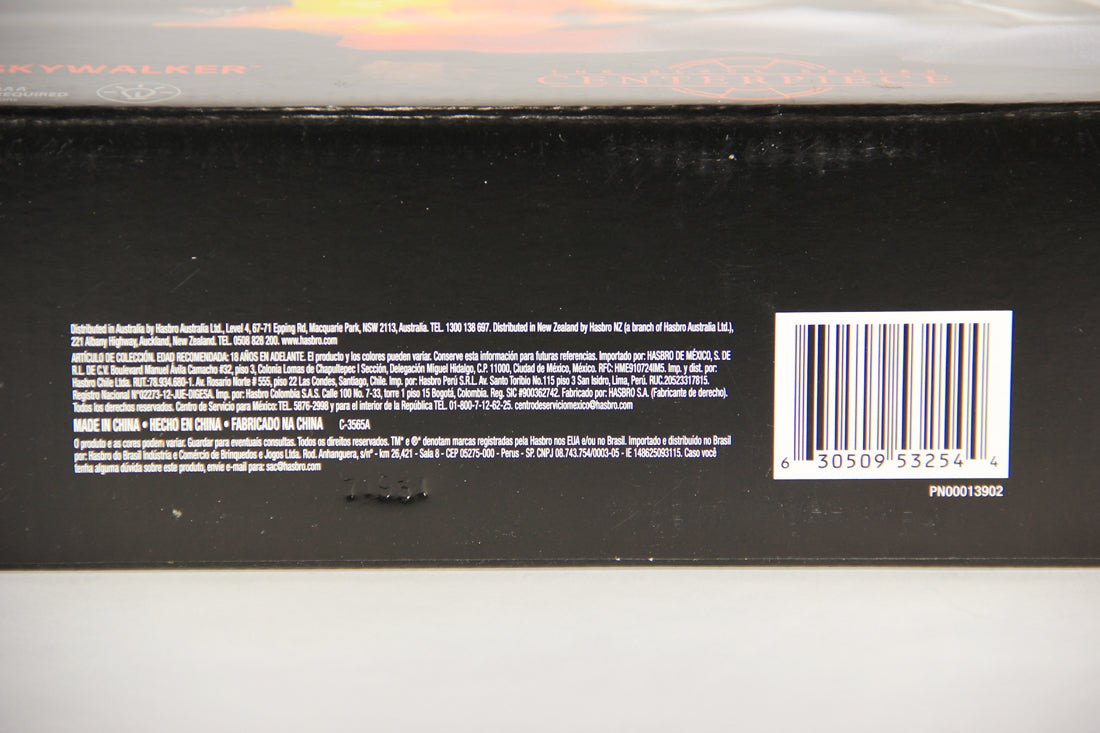 SKYWALKER™
REQUIRED
CENTERPIECE
Distributed in Australia by Hasbro Australia Ltd., Level 4, 67-71 Epping Rd, Macquarie Park, NSW 2113, Australia. TEL. 1300 138 697. Distributed in New Zealand by Hasbro NZ (a branch of Hasbro Australia Ltd.),
221 Albany Highway, Auckland, New Zealand. TEL. 0508 828 200. www.hasbro.com
ARTÍCULO DE COLECCIÓN. EDAD RECOMENDADA: 18 AÑOS EN ADELANTE. El producto y los colores pueden variar. Conserve esta información para futuras referencias. Importado por: HASBRO DE MÉXICO, S. DE
R.L. DE C.V. Boulevard Manuel Ávila Camacho #32, piso 3, Colonia Lomas de Chapultepec I Sección, Delegación Miguel Hidalgo, C.P. 11000, Ciudad de México, México. RFC: HME910724IM5. Imp. y dist. por:
Hasbro Chile Ltda. RUT.:78.934.680-1. Av. Rosario Norte # 555, piso 22 Las Condes, Santiago, Chile. Imp. por: Hasbro Perú S.R.L. Av. Santo Toribio No.115 piso 3 San Isidro, Lima, Perú. RUC.20523317815.
Registro Nacional N°02273-12-JUE-DIGESA. Imp. por: Hasbro Colombia S.A.S. Calle 100 No. 7-33, torre 1 piso 15 Bogotá, Colombia. Reg. SIC #900362742. Fabricado por: HASBRO S.A. (Fabricante de derecho).
Todos los derechos reservados. Centro de Servicio para México: TEL. 5876-2998 y para el interior de la República TEL. 01-800-7-12-62-25. centrodeserviciomexico@hasbro.com
MADE IN CHINA • HECHO EN CHINA • FABRICADO NA CHINA C-3565A
O produto e as cores podem variar. Guardar para eventuais consultas. Todos os direitos reservados. TM* e ®* denotam marcas registradas pela Hasbro nos EUA e/ou no Brasil. Importado e distribuído no Brasil
por: Hasbro do Brasil Indústria e Comércio de Brinquedos e Jogos Ltda. Rod. Anhanguera, s/nº - km 26,421 - Sala 8 - CEP 05275-000 - Perus - SP. CNPJ 08.743.754/0003-05 - IE 148625093115. Caso você
tenha alguma dúvida sobre este produto, envie e-mail para: sac@hasbro.com
6 30509 53254 4
PN00013902